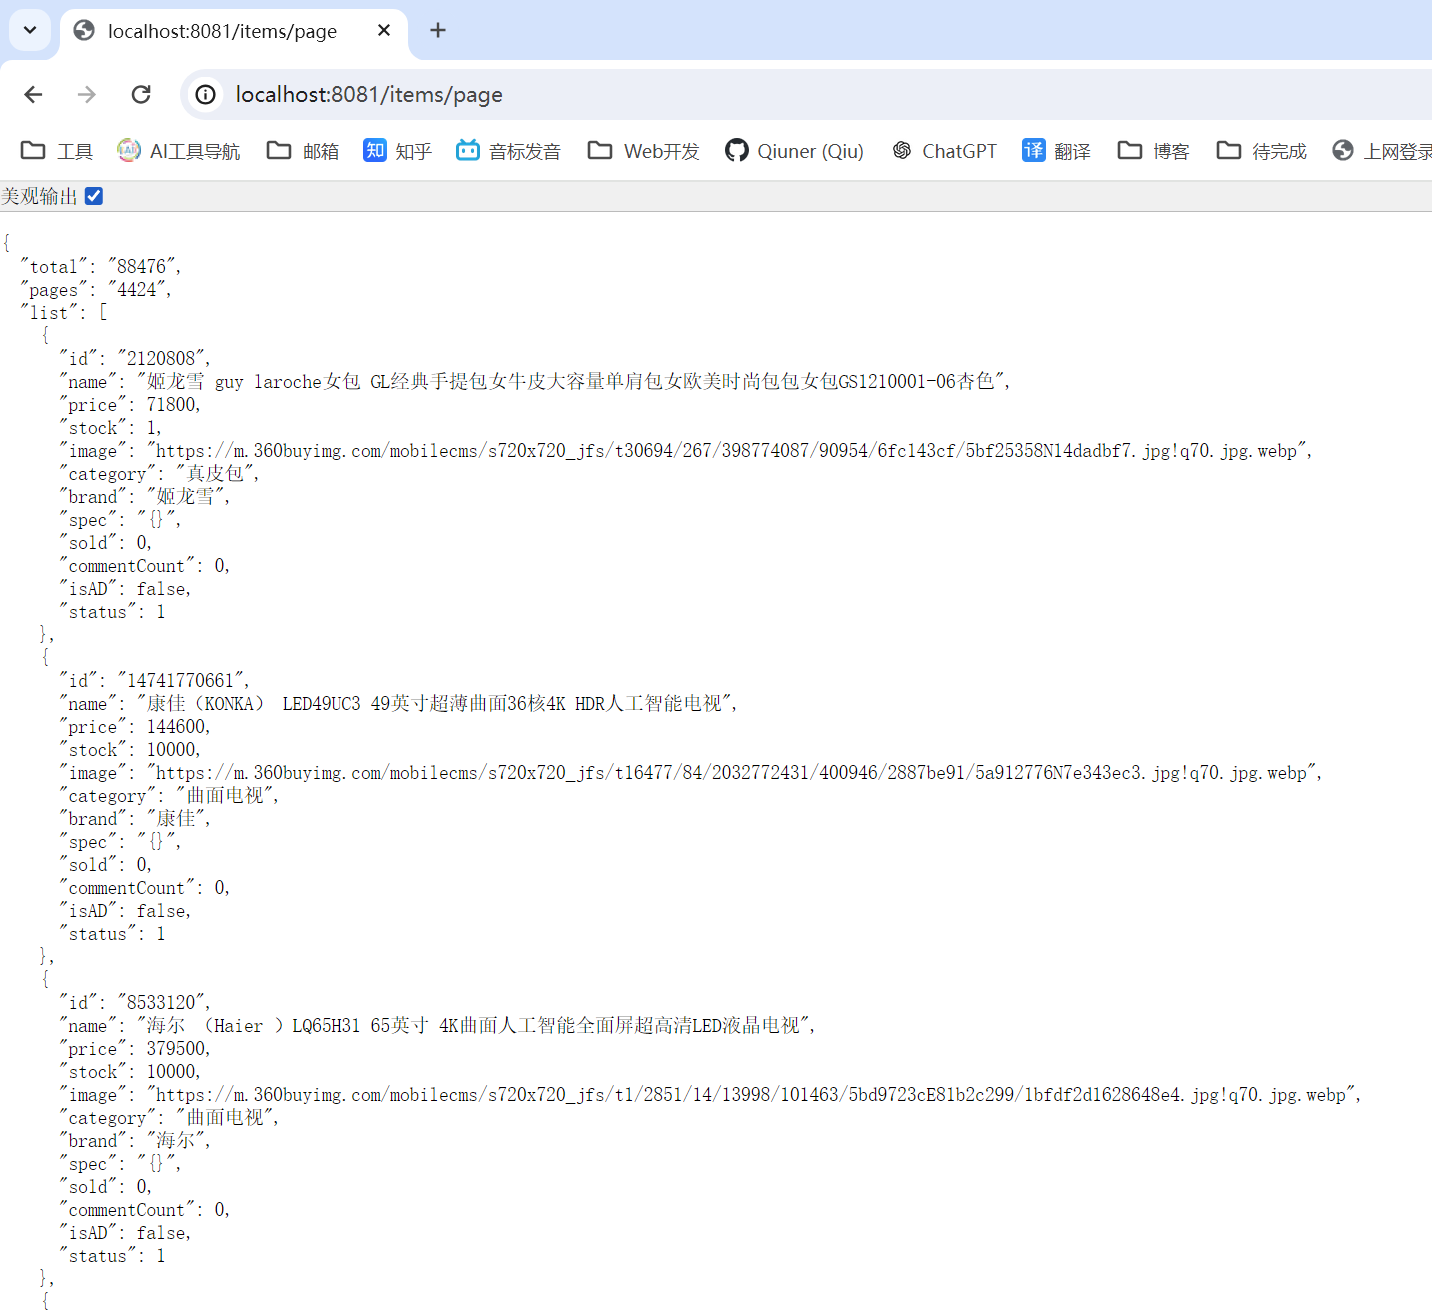 localhost:8081/items/page
localhost:8081/items/page
工具 AI工具导航 邮箱 知 知乎 音标发音 Web开发 Qiuner (Qiu) ChatGPT 译 翻译 博客 待完成 上网登录
美观输出
{
"total": "88476",
"pages": "4424",
"list": [
{
"id": "2120808",
"name": "姬龙雪 guy laroche女包 GL经典手提包女牛皮大容量单肩包女欧美时尚包包女包GS1210001-06杏色",
"price": 71800,
"stock": 1,
"image": "https://m.360buyimg.com/mobilecms/s720x720_jfs/t30694/267/398774087/90954/6fc143cf/5bf25358N14dadbf7.jpg!q70.jpg.webp",
"category": "真皮包",
"brand": "姬龙雪",
"spec": "{}",
"sold": 0,
"commentCount": 0,
"isAD": false,
"status": 1
},
{
"id": "14741770661",
"name": "康佳（KONKA） LED49UC3 49英寸超薄曲面36核4K HDR人工智能电视",
"price": 144600,
"stock": 10000,
"image": "https://m.360buyimg.com/mobilecms/s720x720_jfs/t16477/84/2032772431/400946/2887be91/5a912776N7e343ec3.jpg!q70.jpg.webp",
"category": "曲面电视",
"brand": "康佳",
"spec": "{}",
"sold": 0,
"commentCount": 0,
"isAD": false,
"status": 1
},
{
"id": "8533120",
"name": "海尔 （Haier ）LQ65H31 65英寸 4K曲面人工智能全面屏超高清LED液晶电视",
"price": 379500,
"stock": 10000,
"image": "https://m.360buyimg.com/mobilecms/s720x720_jfs/t1/2851/14/13998/101463/5bd9723cE81b2c299/1bfdf2d1628648e4.jpg!q70.jpg.webp",
"category": "曲面电视",
"brand": "海尔",
"spec": "{}",
"sold": 0,
"commentCount": 0,
"isAD": false,
"status": 1
},
{